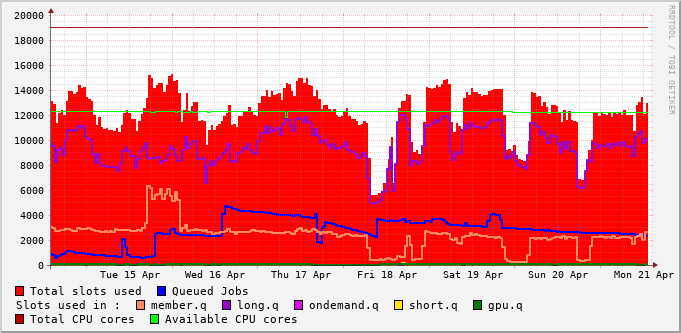 20000
18000
16000
14000
12000
10000
8000
6000
4000
2000
0
Tue 15 Apr Wed 16 Apr Thu 17 Apr Fri 18 Apr Sat 19 Apr Sun 20 Apr Mon 21 Apr
Total slots used Queued Jobs
Slots used in : member.q long.q ondemand.q short.q gpu.q
Total CPU cores Available CPU cores
RRDTOOL / TOBI OETIKER